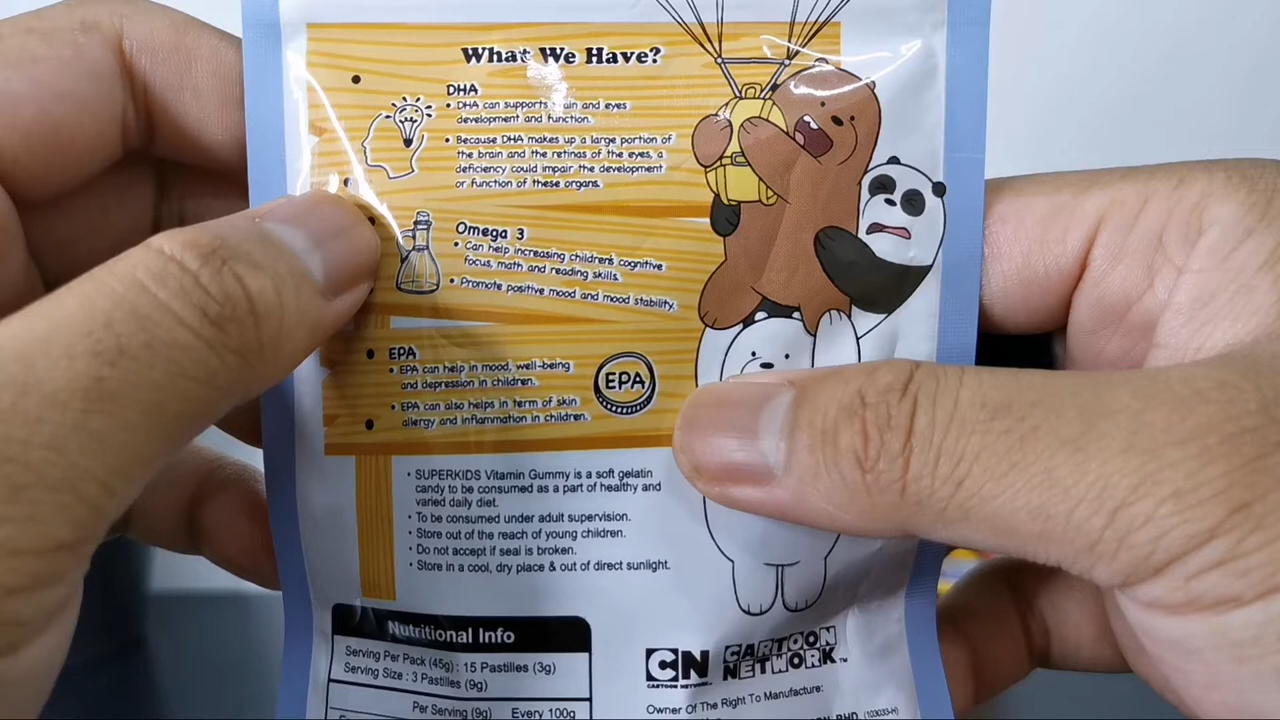 What We Have?
DHA
• DHA can supports and eyes
development and function.
• Because DHA makes up a large portion of
the brain and the retinas of the eyes, a
deficiency could impair the development
or function of these organs.
Omega 3
• Can help increasing children's cognitive
focus, math and reading skills.
• Promote positive mood and mood stability.
EPA
• EPA can help in mood, well-being
and depression in children.
• EPA can also helps in term of skin
allergy and inflammation in children.
EPA
• SUPERKIDS Vitamin Gummy is a soft gelatin
candy to be consumed as a part of healthy and
varied daily diet.
• To be consumed under adult supervision.
• Store out of the reach of young children.
• Do not accept if seal is broken.
• Store in a cool, dry place & out of direct sunlight.
Nutritional Info
Serving Per Pack (45g) : 15 Pastilles (3g)
Serving Size : 3 Pastilles (9g)
Per Serving (9g) Every 100g
CN CARTOON
NETWORK™
CARTOON NETWORK
Owner Of The Right To Manufacture:
BHD (103033-H)